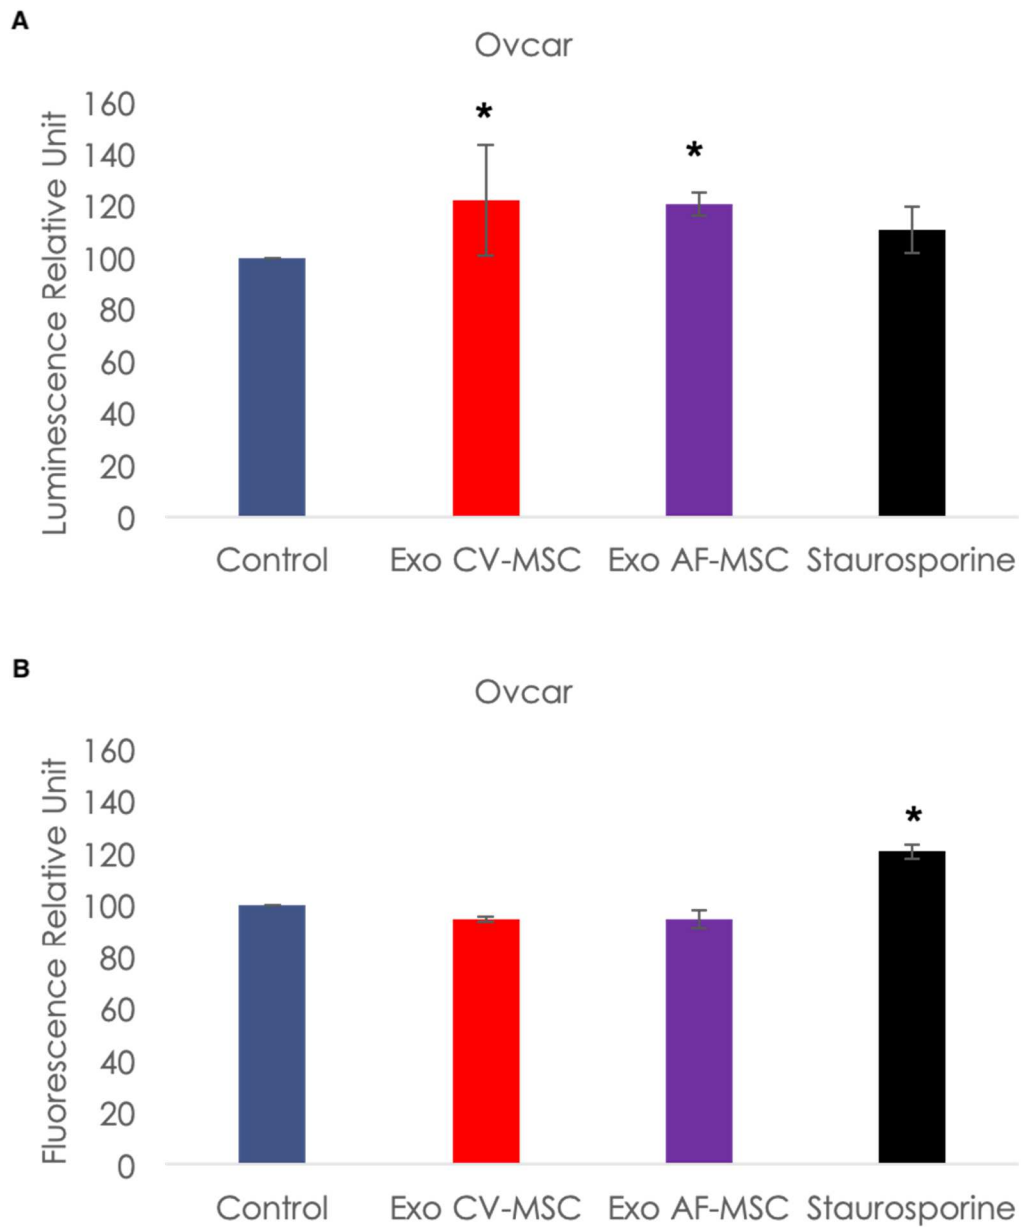 A
Ovcar
Luminescence Relative Unit
160
*
140
*
120
100
80
60
40
20
0
Control Exo CV-MSC Exo AF-MSC Staurosporine
B
Ovcar
Fluorescence Relative Unit
160
140
*
120
100
80
60
40
20
0
Control Exo CV-MSC Exo AF-MSC Staurosporine